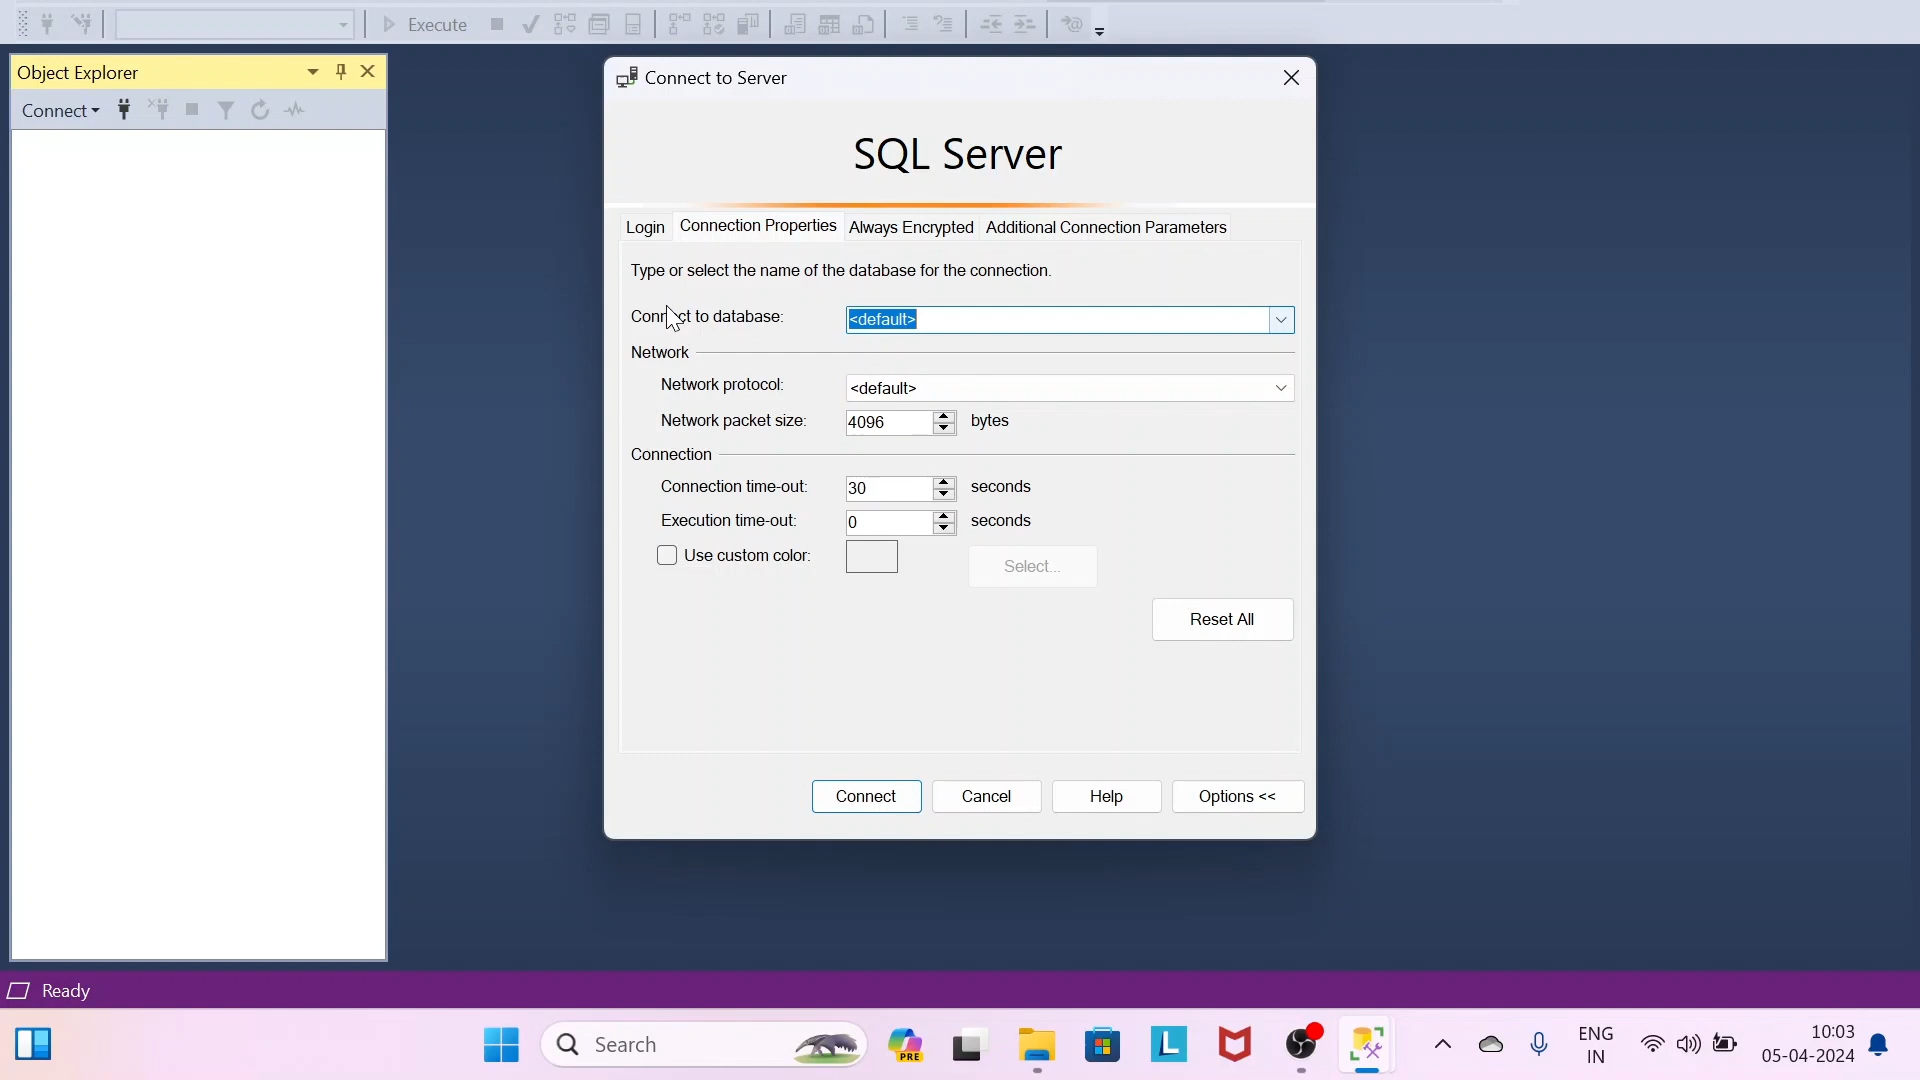 Execute
Object Explorer
Connect
Connect to Server
SQL Server
Login
Connection Properties
Always Encrypted
Additional Connection Parameters
Type or select the name of the database for the connection.
Connect to database:
<default>
Network
Network protocol:
<default>
Network packet size:
4096
bytes
Connection
Connection time-out:
30
seconds
Execution time-out:
0
seconds
Use custom color:
Select...
Reset All
Connect
Cancel
Help
Options <<
Ready
Search
PRE
L
ENG
IN
10:03
05-04-2024